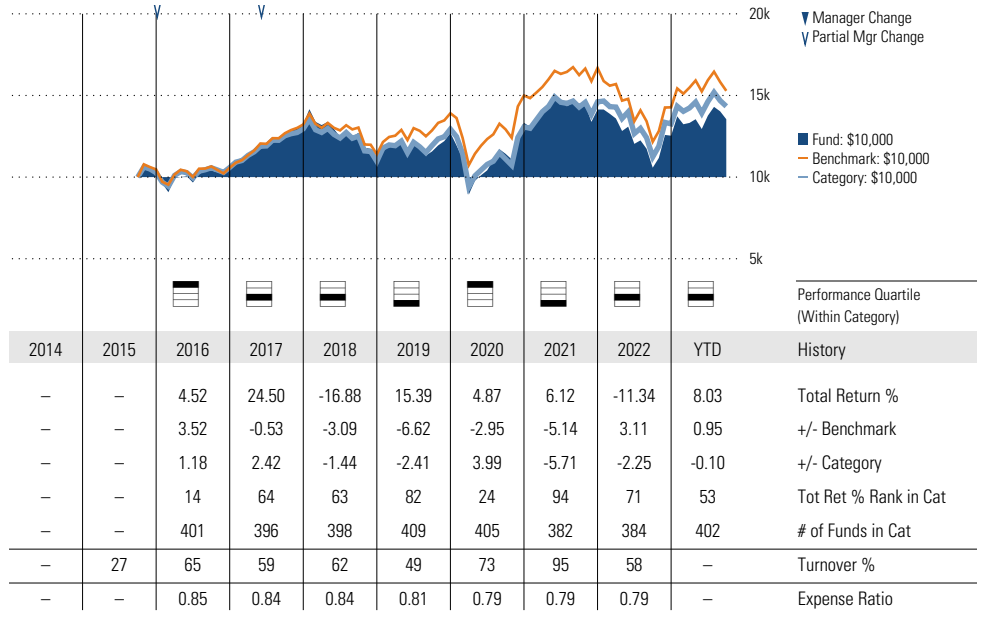 20k
15k
10k
5k
Manager Change
Partial Mgr Change
Fund: $10,000
Benchmark: $10,000
Category: $10,000
Performance Quartile
(Within Category)
2014 2015 2016 2017 2018 2019 2020 2021 2022 YTD History
– – 4.52 24.50 -16.88 15.39 4.87 6.12 -11.34 8.03 Total Return %
– – 3.52 -0.53 -3.09 -6.62 -2.95 -5.14 3.11 0.95 +/- Benchmark
– – 1.18 2.42 -1.44 -2.41 3.99 -5.71 -2.25 -0.10 +/- Category
– – 14 64 63 82 24 94 71 53 Tot Ret % Rank in Cat
– – 401 396 398 409 405 382 384 402 # of Funds in Cat
– 27 65 59 62 49 73 95 58 – Turnover %
– – 0.85 0.84 0.84 0.81 0.79 0.79 0.79 – Expense Ratio